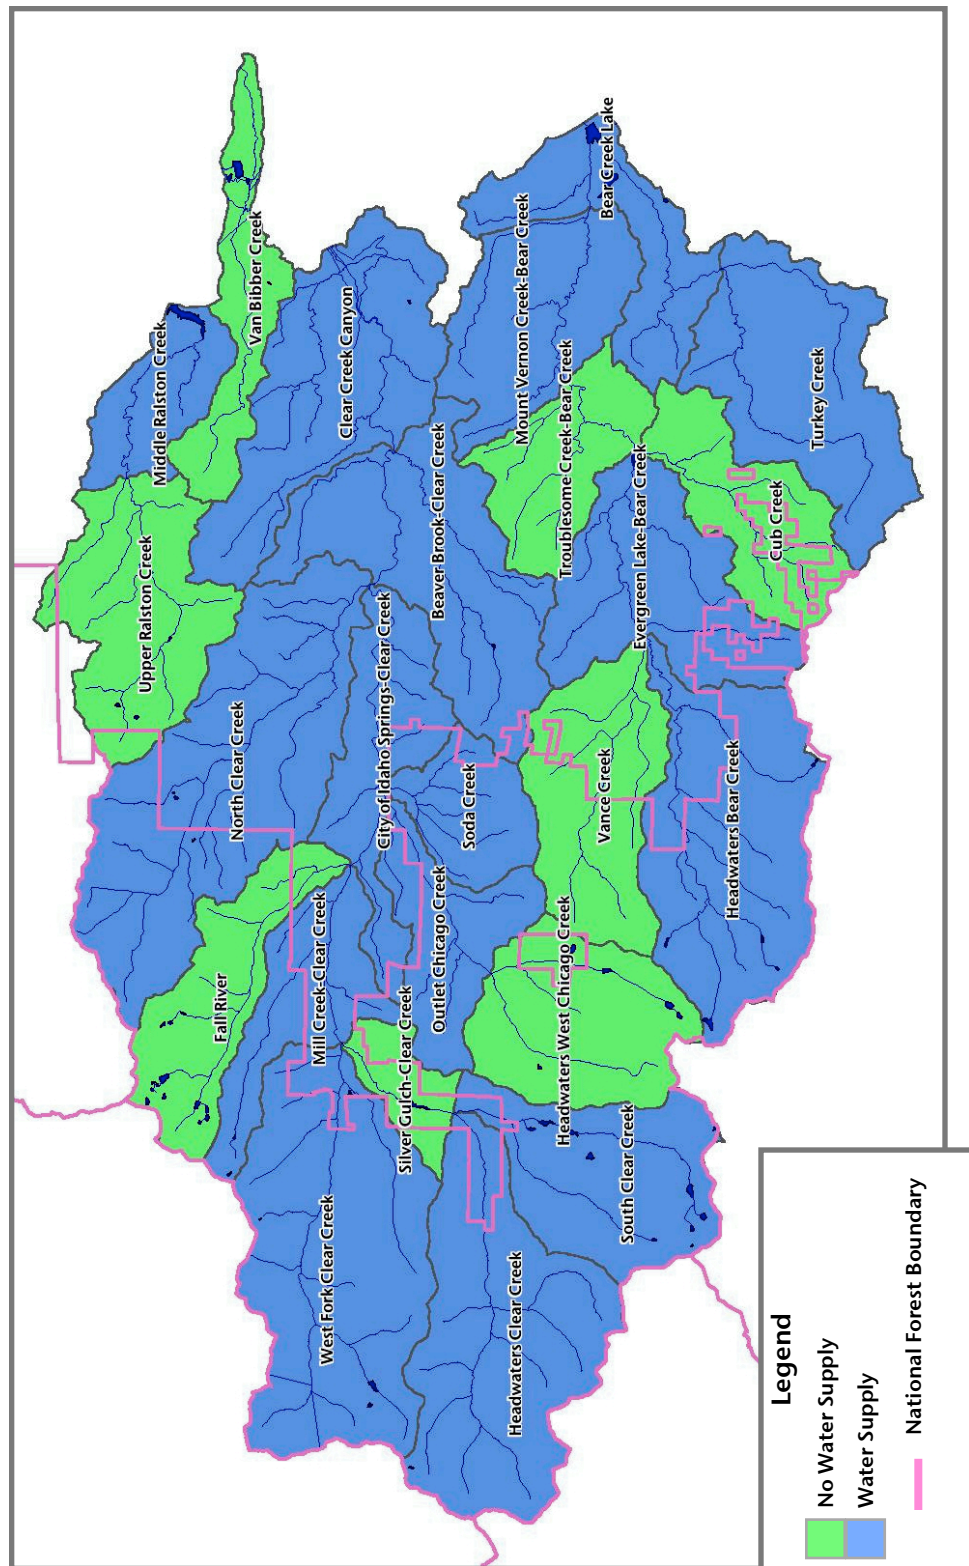 Middle Ralston Creek
Van Bibber Creek
Upper Ralston Creek
Clear Creek Canyon
Bear Creek Lake
Mount Vernon Creek-Bear Creek
Troublesome Creek-Bear Creek
Turkey Creek
Beaver Brook-Clear Creek
Evergreen Lake-Bear Creek
Cub Creek
North Clear Creek
City of Idaho Springs-Clear Creek
Soda Creek
Vance Creek
Headwaters Bear Creek
Fall River
Mill Creek-Clear Creek
Outlet Chicago Creek
Silver Gulch-Clear Creek
Headwaters West Chicago Creek
South Clear Creek
West Fork Clear Creek
Headwaters Clear Creek
Legend
No Water Supply
Water Supply
National Forest Boundary